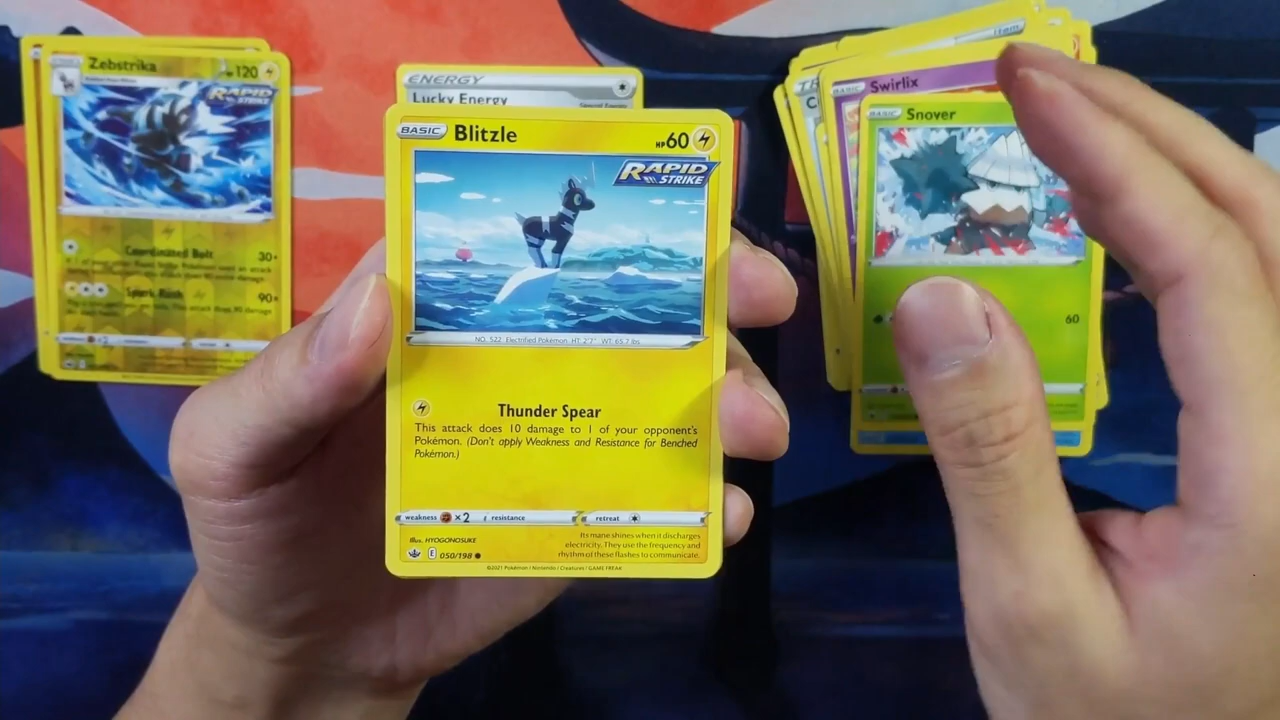 Zebstrika
120
RAPID
STRIKE
Coordinated Bolt 30+
Spark Rush 90+
ENERGY
Lucky Energy
Special Energy
BASIC Blitzle HP 60
RAPID
STRIKE
NO. 522 Electrified Pokémon HT: 2'7" WT: 65.7 lbs
Thunder Spear
This attack does 10 damage to 1 of your opponent's
Pokémon. (Don't apply Weakness and Resistance for Benched
Pokémon.)
weakness ×2 resistance retreat
Illus. HYOGONOSUKE
E 050/198
Its mane shines when it discharges
electricity. They use the frequency and
rhythm of these flashes to communicate.
©2021 Pokémon / Nintendo / Creatures / GAME FREAK
Item
BASIC Swirlix
BASIC Snover
60